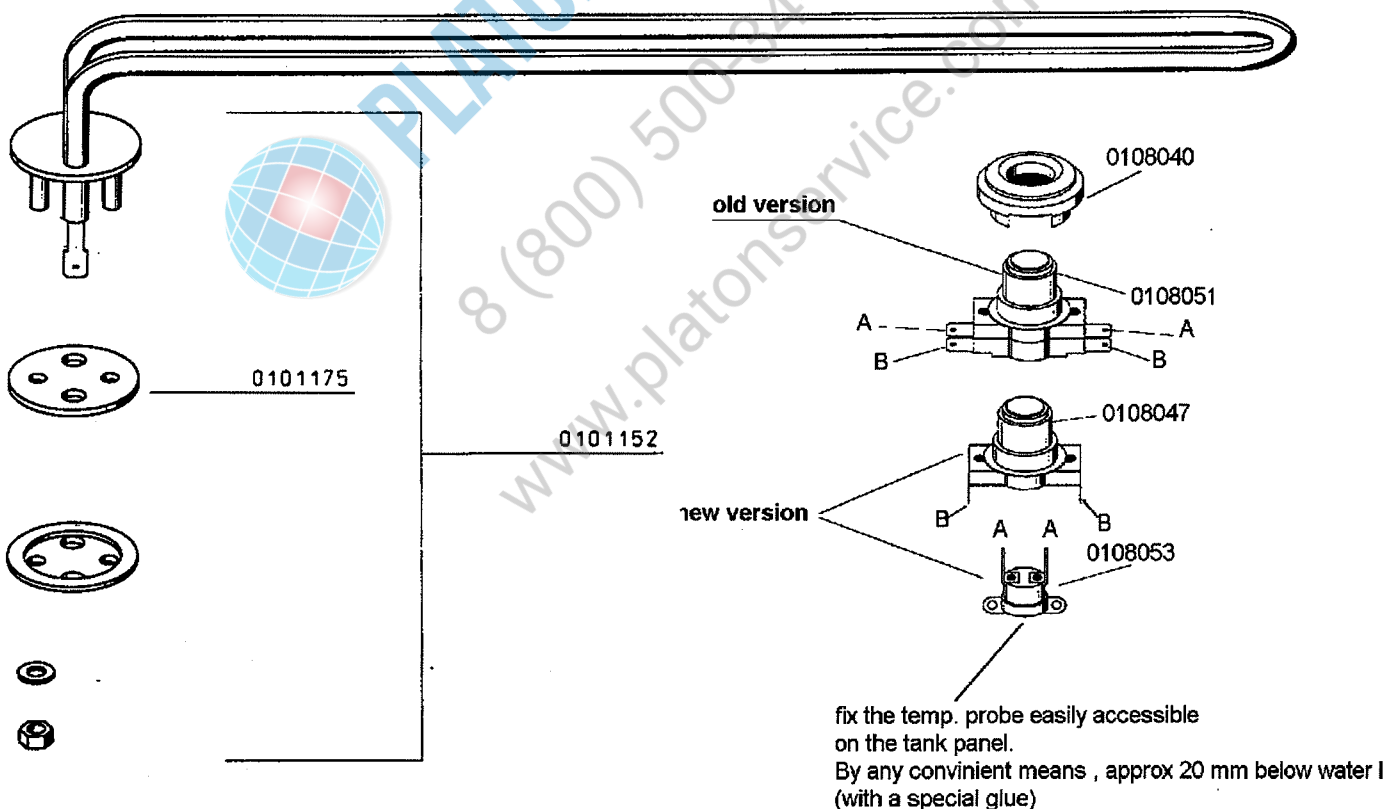 PLATO
8 (800) 500-34
www.platonservice.com
0101175
0101152
0108040
old version
0108051
A A
B B
0108047
new version
B A A B
0108053
fix the temp. probe easily accessible
on the tank panel.
By any convinient means , approx 20 mm below water l
(with a special glue)